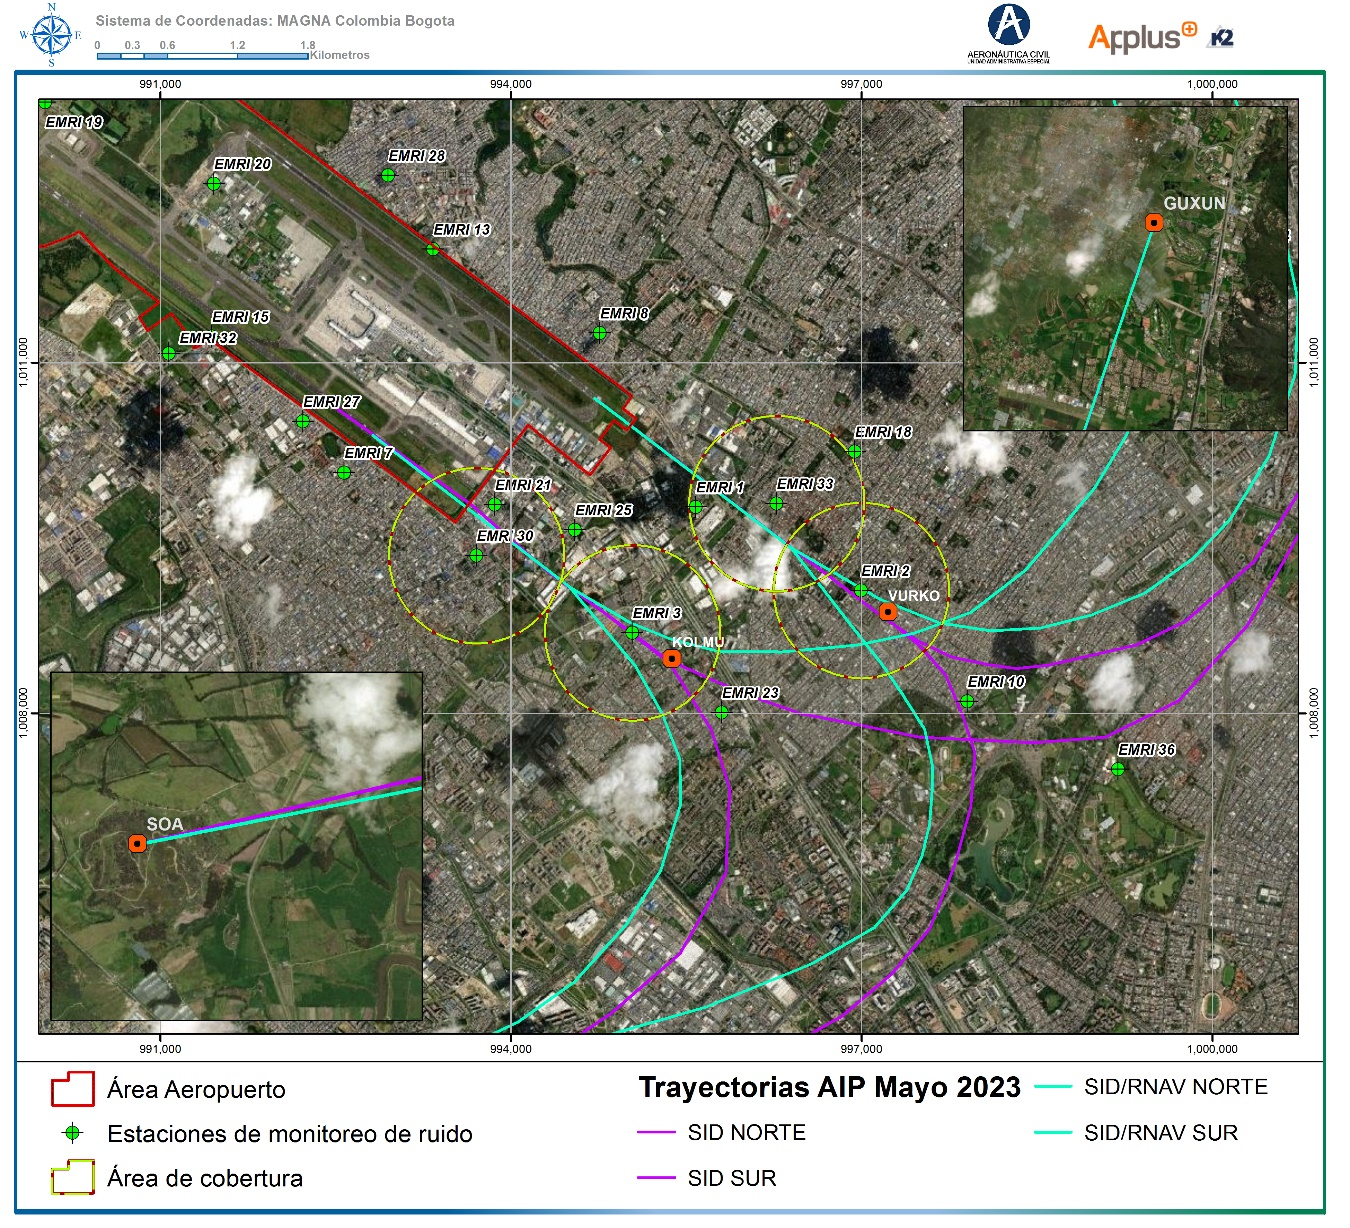 N
W E
S
Sistema de Coordenadas: MAGNA Colombia Bogota
0 0.3 0.6 1.2 1.8
Kilometros
AERONÁUTICA CIVIL
UNIDAD ADMINISTRATIVA ESPECIAL
Applus+
K2
991,000 994,000 997,000 1,000,000
EMRI 19
EMRI 20
EMRI 28
EMRI 13
EMRI 8
EMRI 15
EMRI 32
EMRI 27
EMRI 7
EMRI 21
EMRI 30
EMRI 25
EMRI 1
EMRI 33
EMRI 18
EMRI 2
VURKO
EMRI 3
KOLMU
EMRI 23
EMRI 10
EMRI 36
GUXUN
SOA
1,011,000 1,011,000
1,008,000 1,008,000
991,000 994,000 997,000 1,000,000
Área Aeropuerto
Estaciones de monitoreo de ruido
Área de cobertura
Trayectorias AIP Mayo 2023
SID NORTE
SID SUR
SID/RNAV NORTE
SID/RNAV SUR